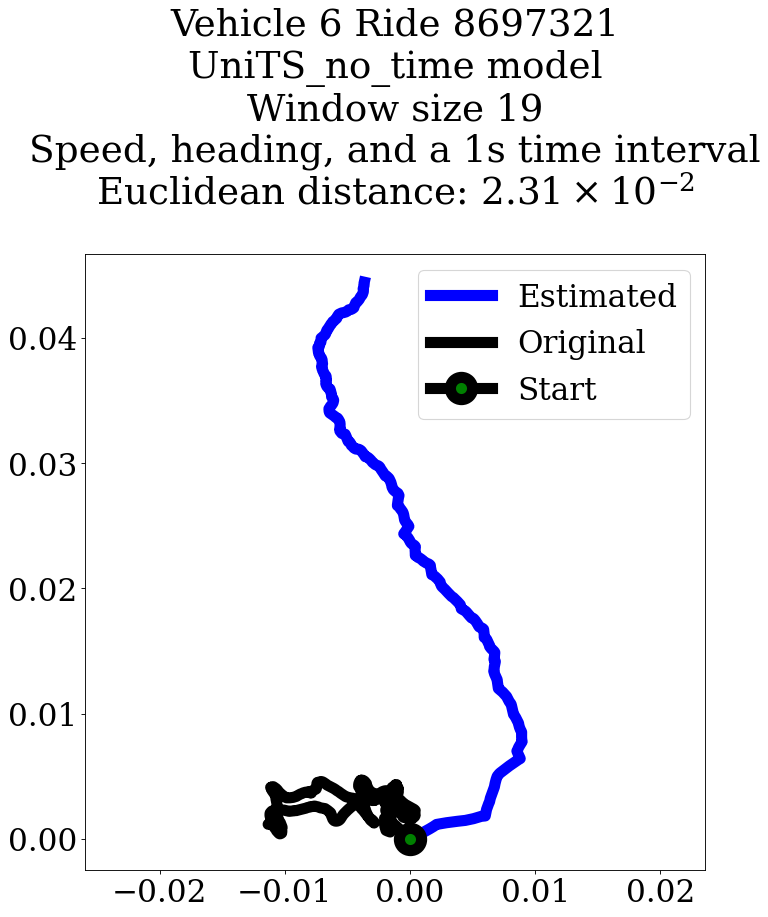 Vehicle 6 Ride 8697321
UniTS_no_time model
Window size 19
Speed, heading, and a 1s time interval
Euclidean distance: 2.31 × 10⁻²
Estimated
Original
Start
0.04
0.03
0.02
0.01
0.00
−0.02
−0.01
0.00
0.01
0.02